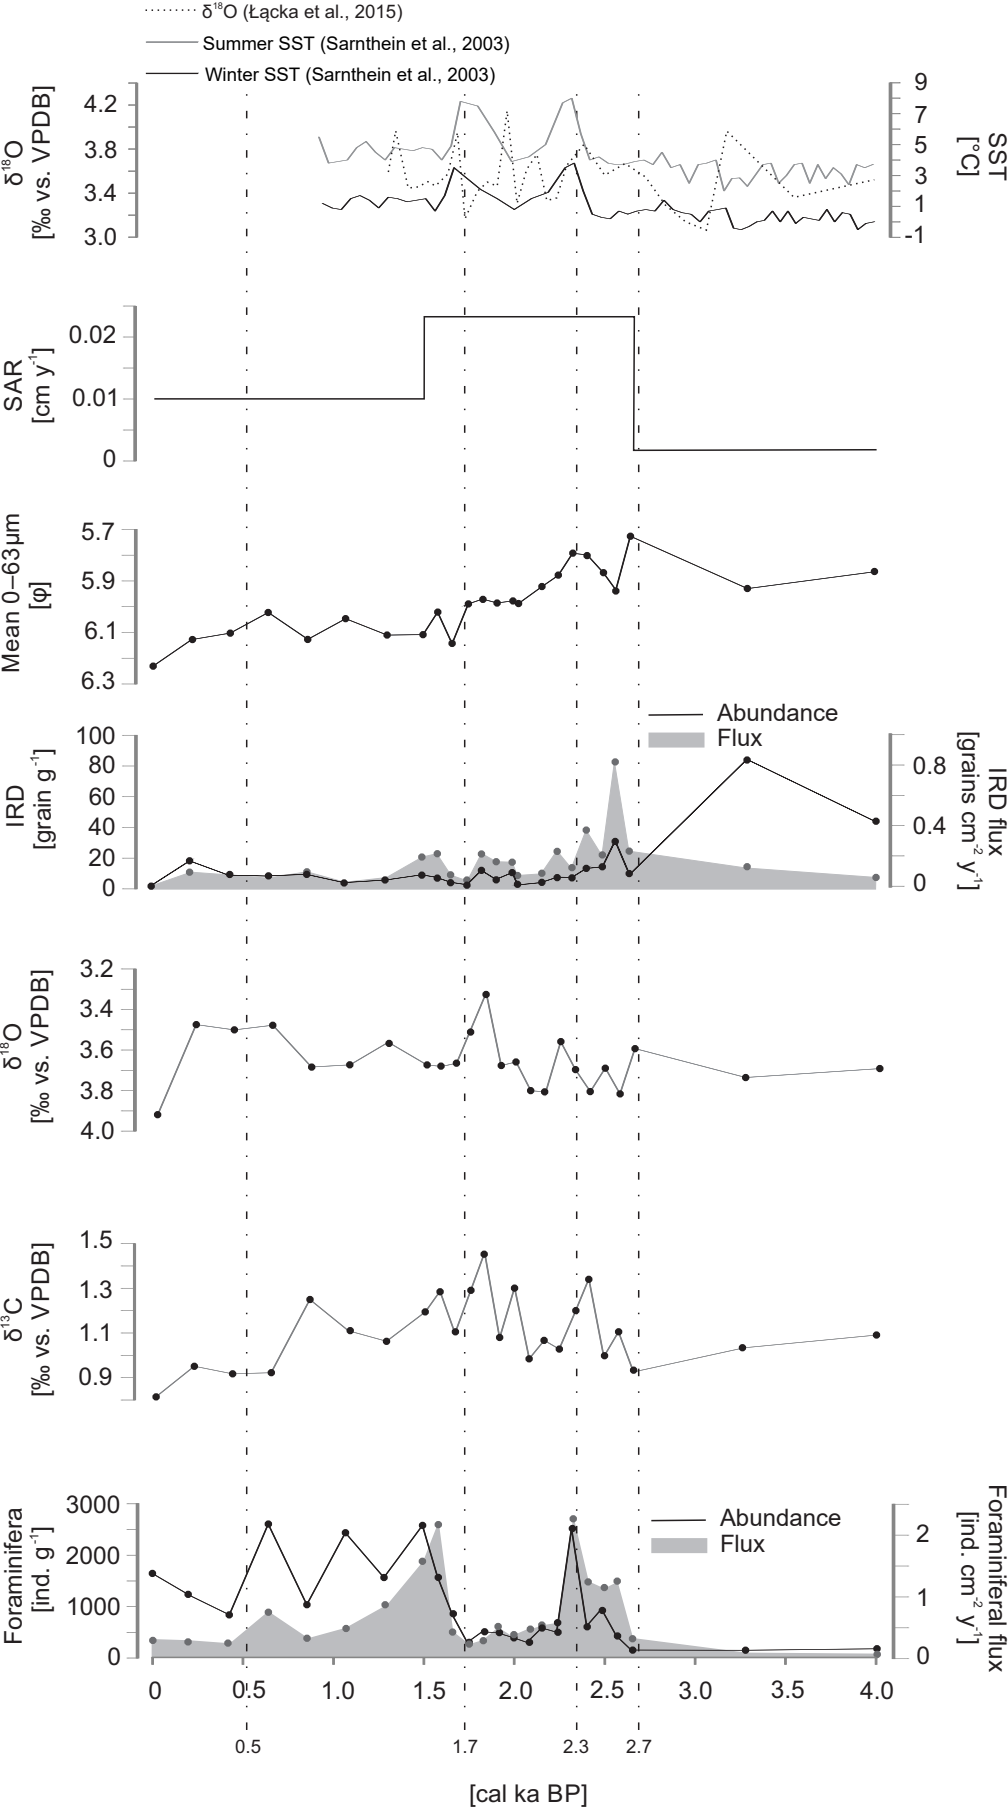 δ¹⁸O (Łącka et al., 2015)
Summer SST (Sarnthein et al., 2003)
Winter SST (Sarnthein et al., 2003)
δ¹⁸O
[‰ vs. VPDB]
4.2
3.8
3.4
3.0
9
7
5
3
1
-1
SST
[°C]
SAR
[cm y⁻¹]
0.02
0.01
0
Mean 0–63µm
[φ]
5.7
5.9
6.1
6.3
Abundance
Flux
IRD
[grain g⁻¹]
100
80
60
40
20
0
0.8
0.4
0
IRD flux
[grains cm⁻² y⁻¹]
δ¹⁸O
[‰ vs. VPDB]
3.2
3.4
3.6
3.8
4.0
δ¹³C
[‰ vs. VPDB]
1.5
1.3
1.1
0.9
Abundance
Flux
Foraminifera
[ind. g⁻¹]
3000
2000
1000
0
2
1
0
Foraminiferal flux
[ind. cm⁻² y⁻¹]
0 0.5 1.0 1.5 2.0 2.5 3.0 3.5 4.0
0.5 1.7 2.3 2.7
[cal ka BP]